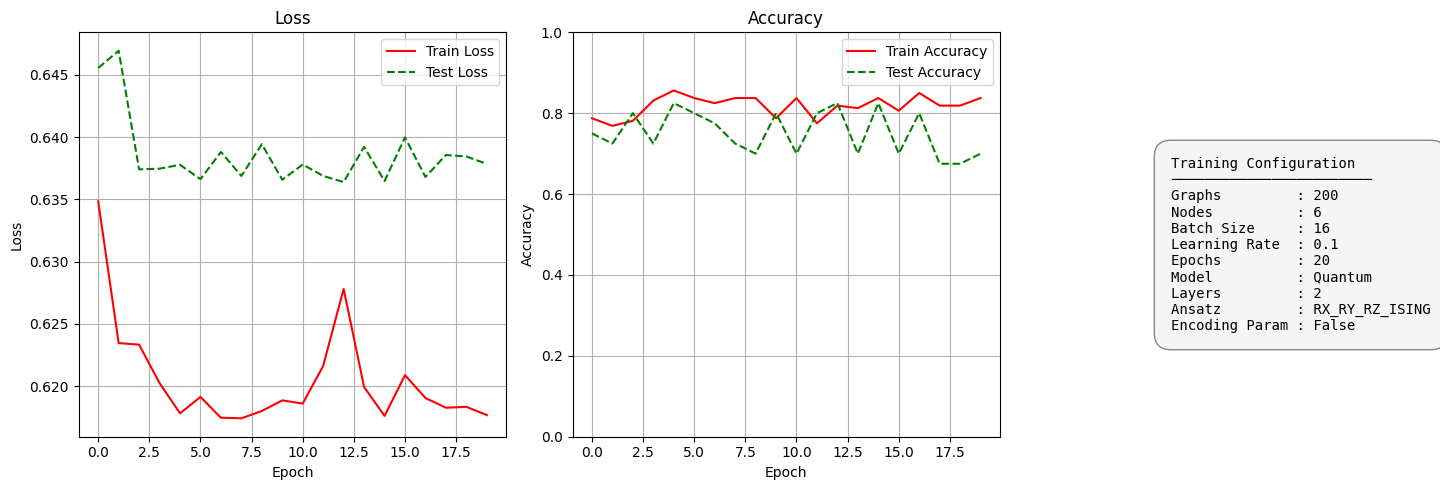 Loss
Loss
0.645
0.640
0.635
0.630
0.625
0.620
0.0 2.5 5.0 7.5 10.0 12.5 15.0 17.5
Epoch
Train Loss
Test Loss
Accuracy
Accuracy
1.0
0.8
0.6
0.4
0.2
0.0
0.0 2.5 5.0 7.5 10.0 12.5 15.0 17.5
Epoch
Train Accuracy
Test Accuracy
Training Configuration
Graphs : 200
Nodes : 6
Batch Size : 16
Learning Rate : 0.1
Epochs : 20
Model : Quantum
Layers : 2
Ansatz : RX_RY_RZ_ISING
Encoding Param : False